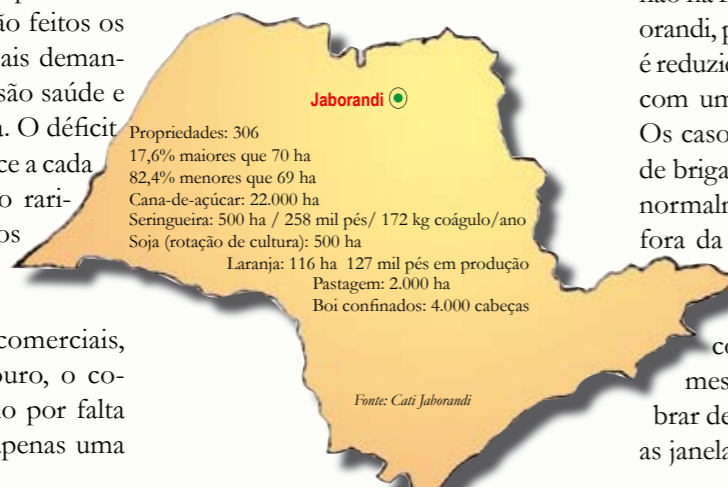 ão feitos os
ais deman-
são saúde e
a. O déficit
ce a cada
o rari-
os
comerciais,
ouro, o co-
o por falta
apenas uma
Jaborandi
Propriedades: 306
17,6% maiores que 70 ha
82,4% menores que 69 ha
Cana-de-açúcar: 22.000 ha
Seringueira: 500 ha / 258 mil pés/ 172 kg coágulo/ano
Soja (rotação de cultura): 500 ha
Laranja: 116 ha 127 mil pés em produção
Pastagem: 2.000 ha
Boi confinados: 4.000 cabeças
Fonte: Cati Jaborandi
orandi, p
é reduzid
com um
Os caso
de briga
normaln
fora da
co
mes
brar de
as janela